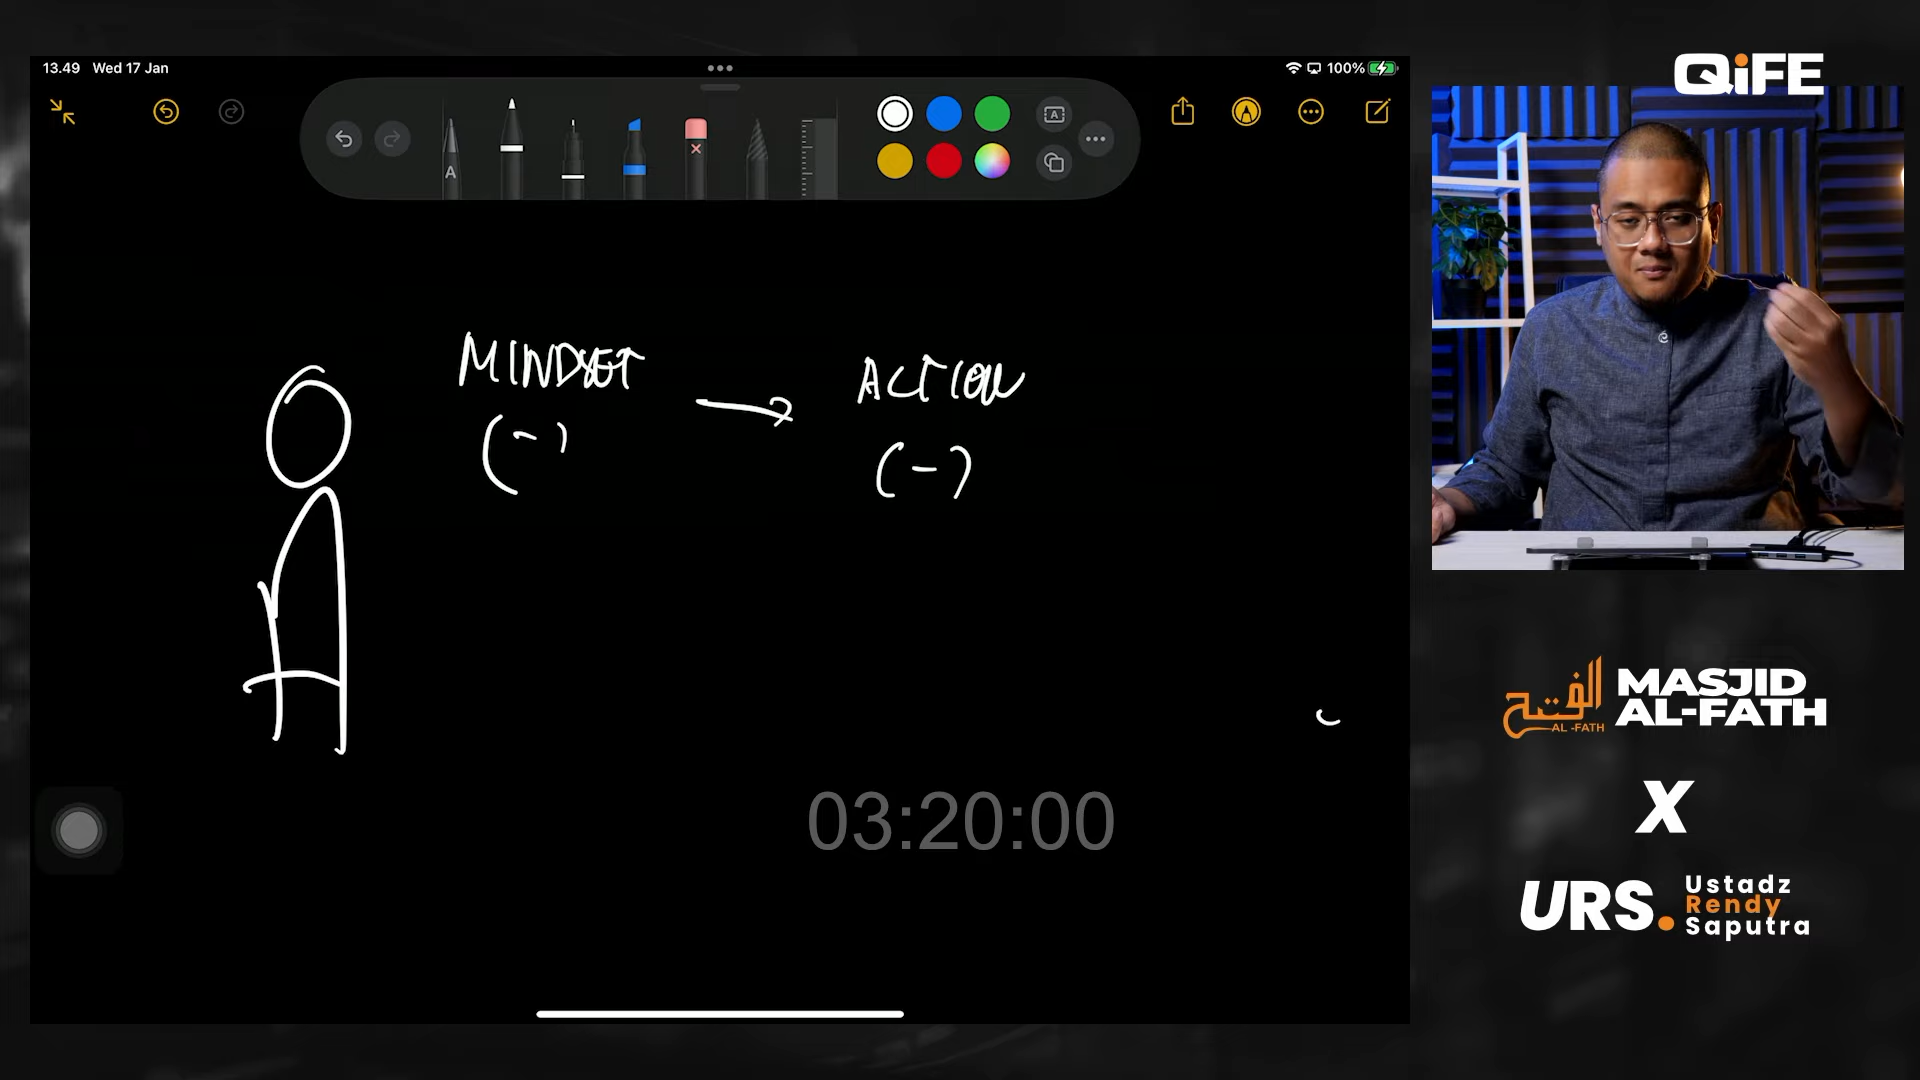 13.49 Wed 17 Jan
100%
A
A
QiFE
MINDSET
ACTION
(-)
(-)
الفتح
AL-FATH
MASJID
AL-FATH
X
03:20:00
URS.
Ustadz
Rendy
Saputra